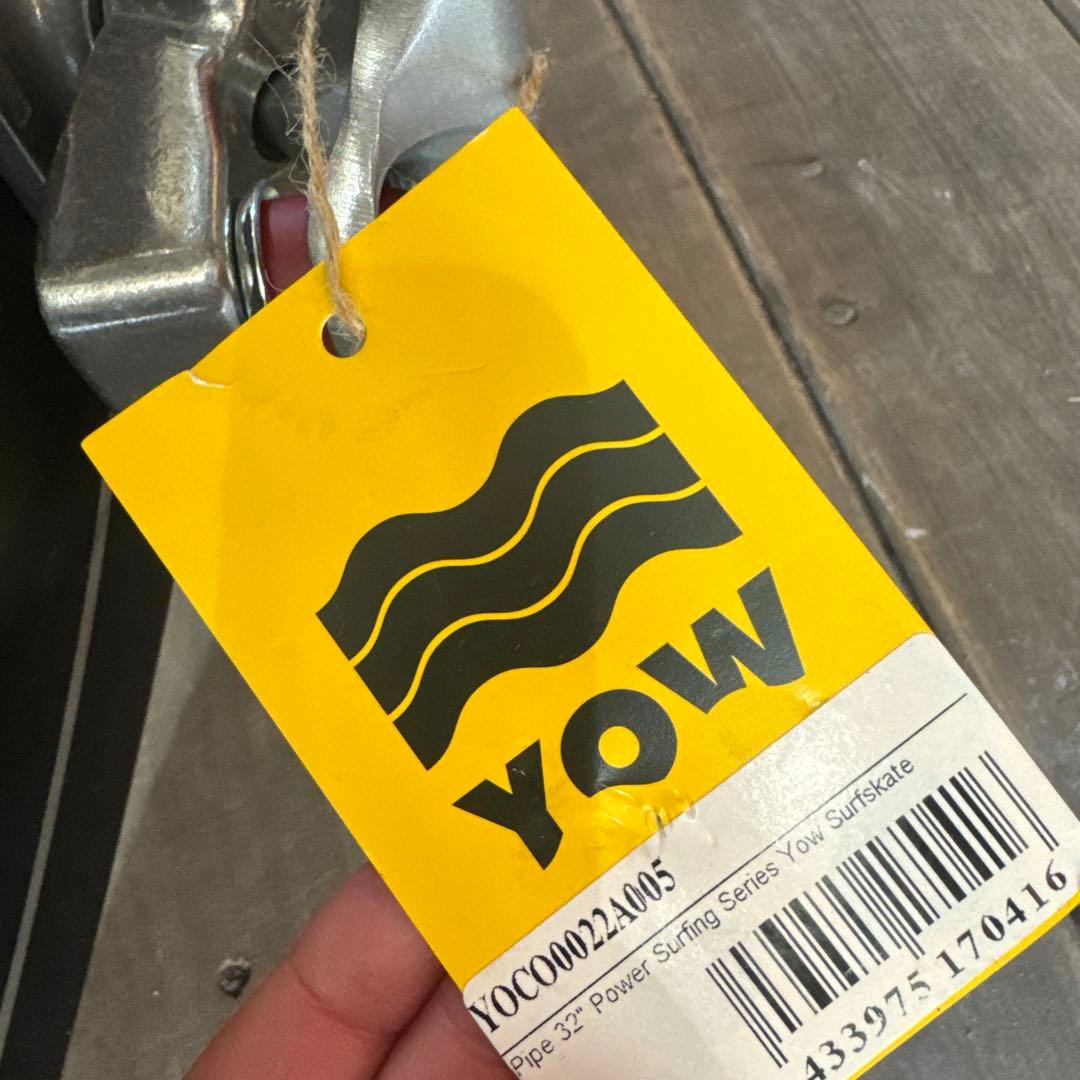 YOW
YOCO0022A005
Pipe 32" Power Surfing Series Yow Surfskate
433975 170416